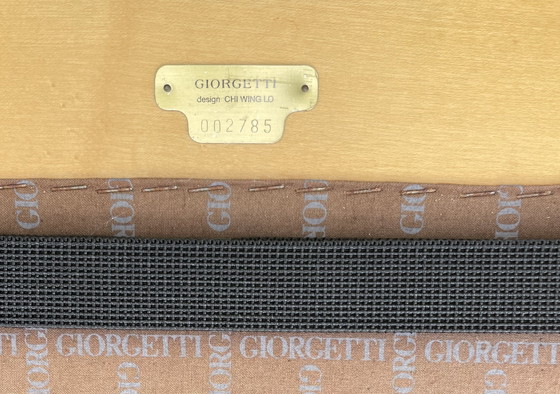 GIORGETTI
design CHI WING LO
002785
GIORGETTI GIORGETTI GIORGETTI